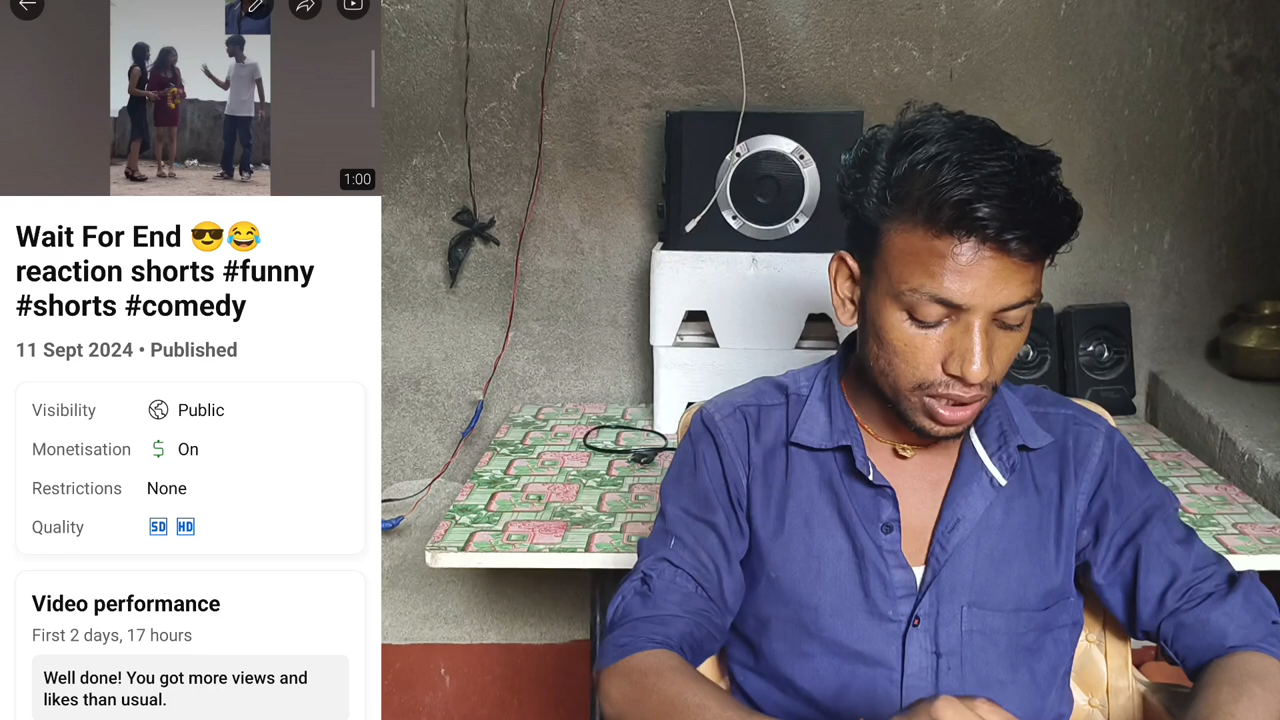 1:00
Wait For End 😎😂
reaction shorts #funny
#shorts #comedy
11 Sept 2024 • Published
Visibility Public
Monetisation $ On
Restrictions None
Quality SD HD
Video performance
First 2 days, 17 hours
Well done! You got more views and
likes than usual.